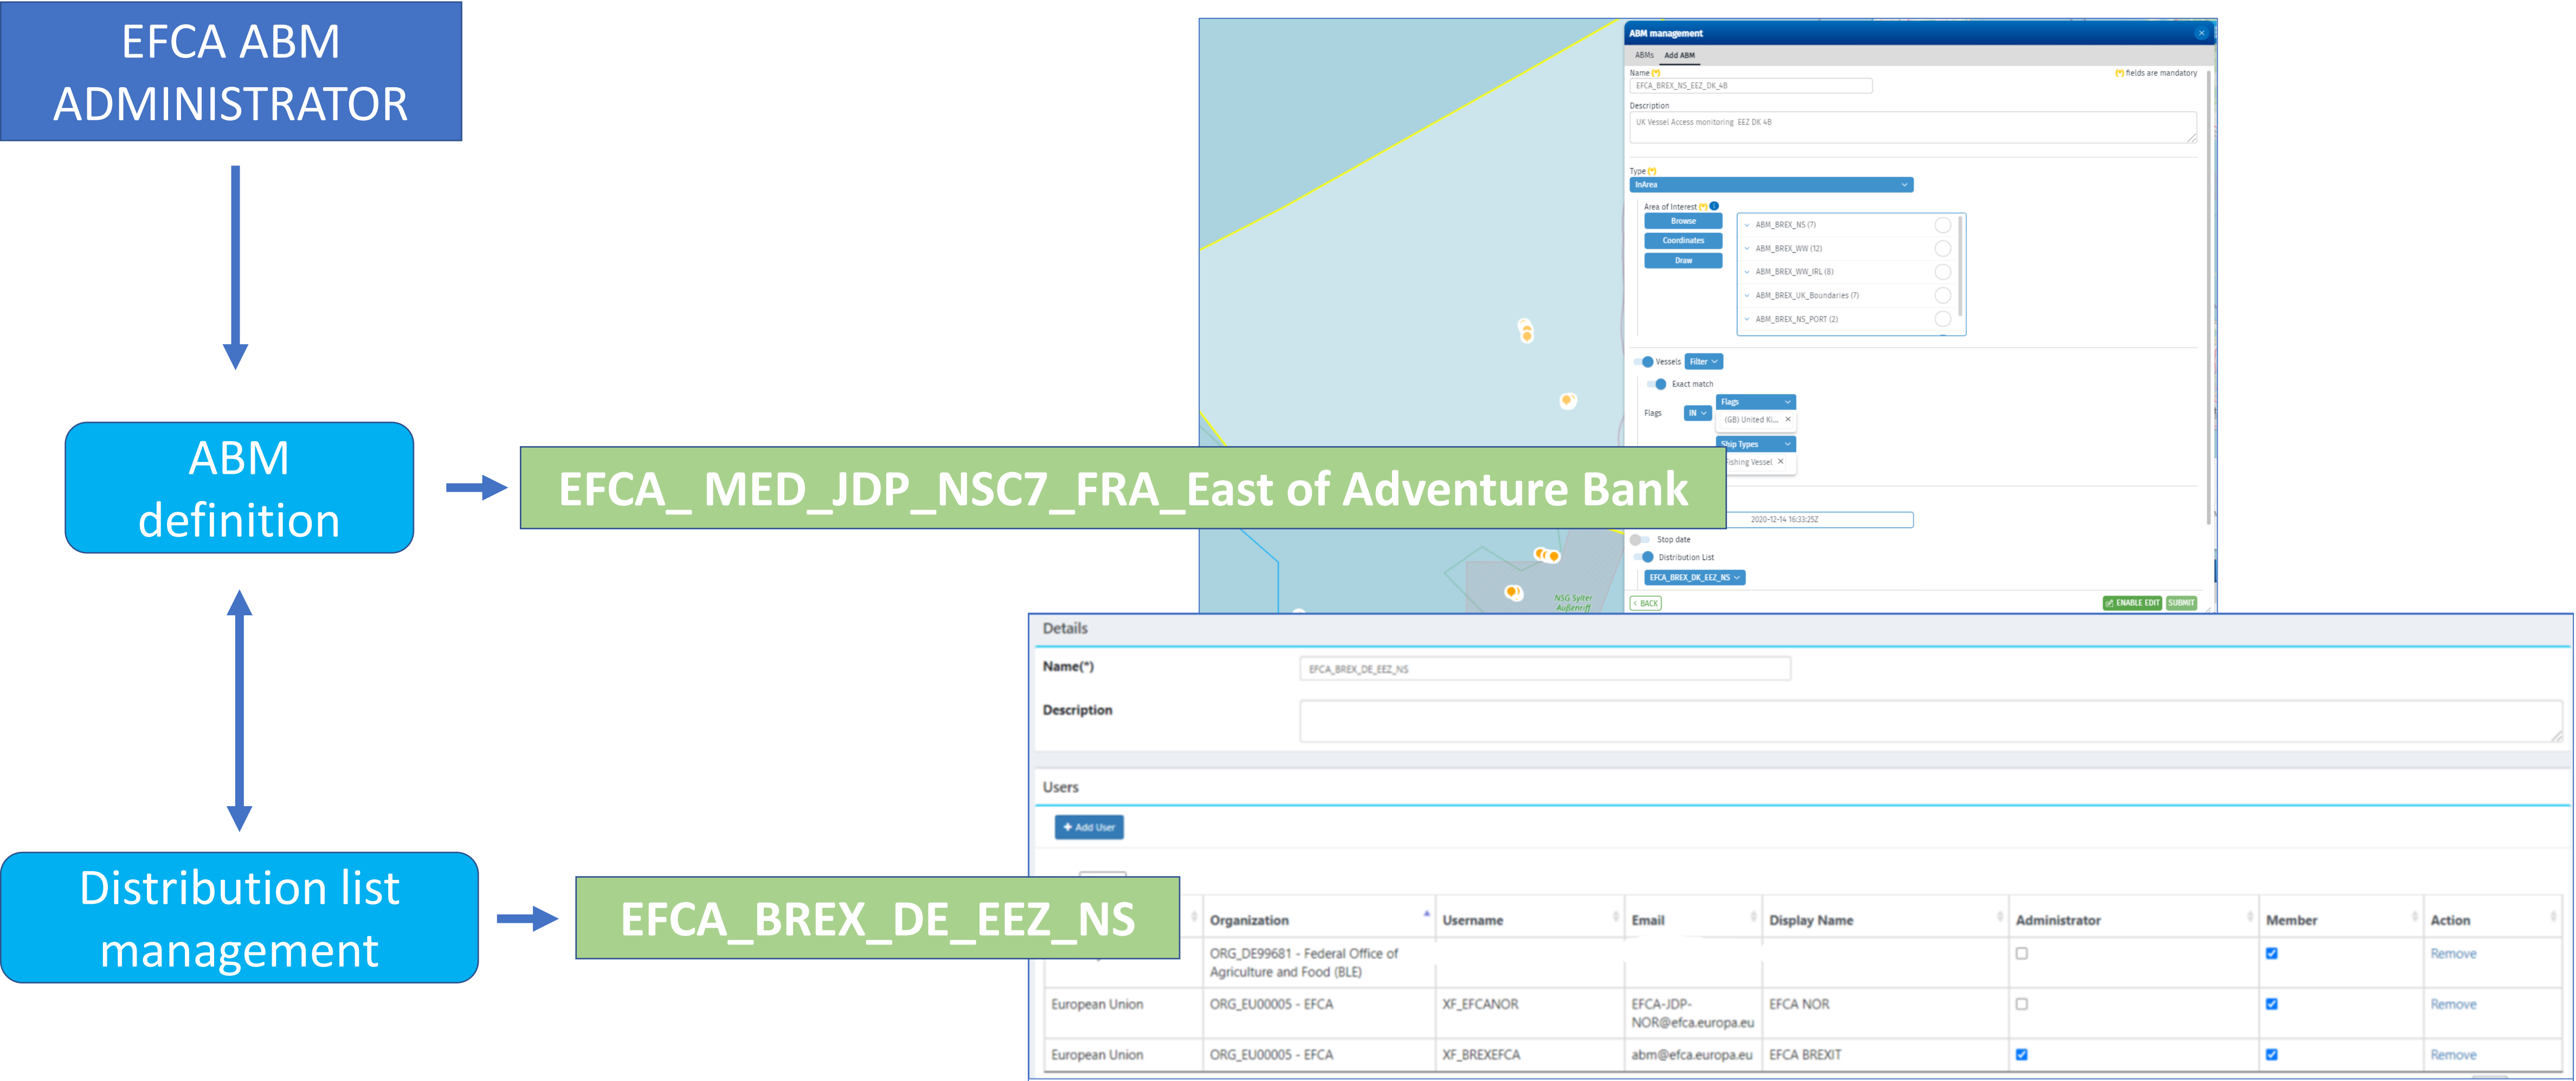 EFCA ABM
ADMINISTRATOR
ABM
definition
EFCA_ MED_JDP_NSC7_FRA_East of Adventure Bank
Distribution list
management
EFCA_BREX_DE_EEZ_NS
ABM management
ABMs Add ABM
Name (*) (*) fields are mandatory
EFCA_BREX_NS_EEZ_DK_4B
Description
UK Vessel Access monitoring EEZ DK 4B
Type (*)
InArea
Area of Interest (*)
Browse
Coordinates
Draw
ABM_BREX_NS (7)
ABM_BREX_WW (12)
ABM_BREX_WW_IRL (8)
ABM_BREX_UK_Boundaries (7)
ABM_BREX_NS_PORT (2)
Vessels Filter
Exact match
Flags IN Flags
(GB) United Ki... ×
Ship Types
Fishing Vessel ×
2020-12-14 16:33:25Z
Stop date
Distribution List
EFCA_BREX_DK_EEZ_NS
< BACK ENABLE EDIT SUBMIT
NSG Sylter
Außenriff
Details
Name(*) EFCA_BREX_DE_EEZ_NS
Description
Users
+ Add User
Organization Username Email Display Name Administrator Member Action
ORG_DE99681 - Federal Office of
Agriculture and Food (BLE) Remove
European Union ORG_EU00005 - EFCA XF_EFCANOR EFCA-JDP-
NOR@efca.europa.eu EFCA NOR Remove
European Union ORG_EU00005 - EFCA XF_BREXEFCA abm@efca.europa.eu EFCA BREXIT Remove